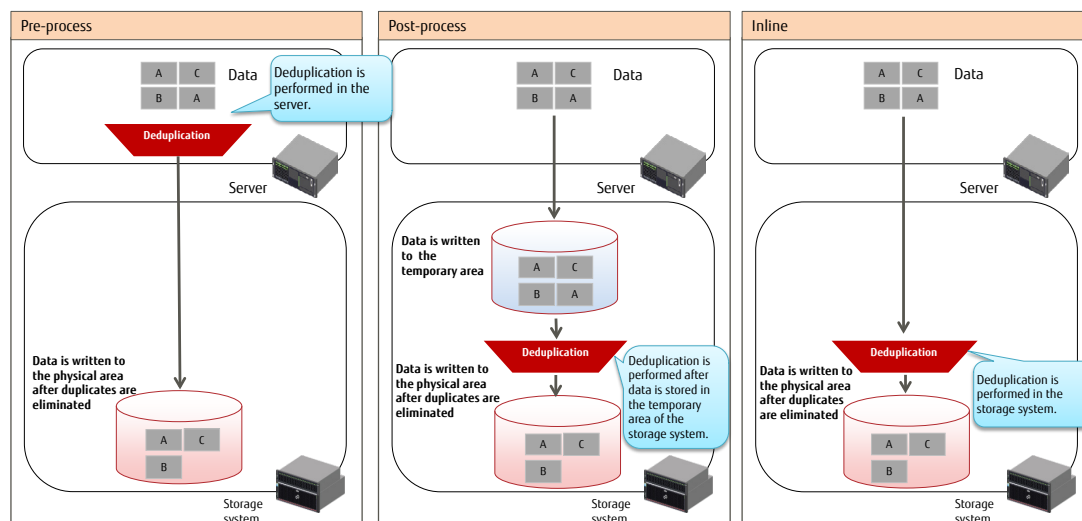 Pre-process
A C
B A
Data
Deduplication is
performed in the
server.
Deduplication
Server
Data is written to
the physical area
after duplicates are
eliminated
A C
B
Storage
system
Post-process
A C
B A
Data
Server
Data is written
to the
temporary area
A C
B A
Deduplication
Deduplication is
performed after
data is stored in
the temporary
area of the
storage system.
Data is written to
the physical area
after duplicates are
eliminated
A C
B
Storage
system
Inline
A C
B A
Data
Server
Deduplication
Deduplication is
performed in the
storage system.
Data is written to
the physical area
after duplicates
are eliminated
A C
B
Storage
system